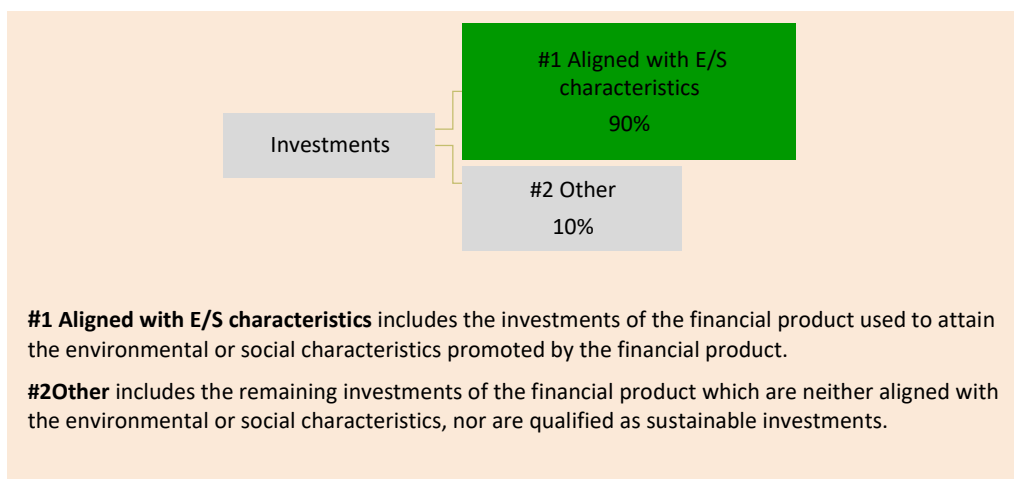 #1 Aligned with E/S
characteristics
90%
Investments
#2 Other
10%
#1 Aligned with E/S characteristics includes the investments of the financial product used to attain
the environmental or social characteristics promoted by the financial product.
#2Other includes the remaining investments of the financial product which are neither aligned with
the environmental or social characteristics, nor are qualified as sustainable investments.